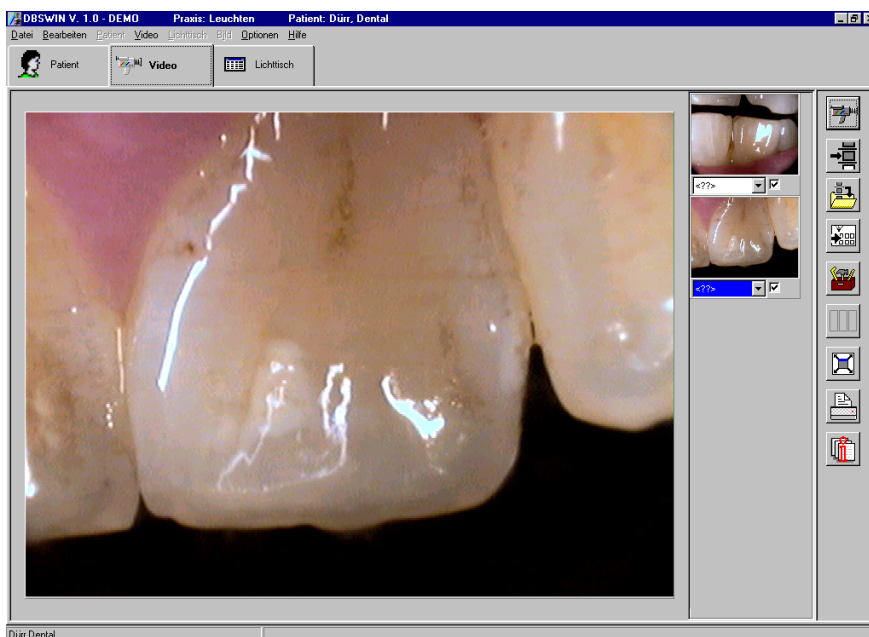 DBSWIN V. 1.0 - DEMO Praxis: Leuchten Patient: Dürr, Dental
Datei Bearbeiten Patient Video Lichttisch Bild Optionen Hilfe
Patient Video Lichttisch
<??>
<??>
Dürr Dental